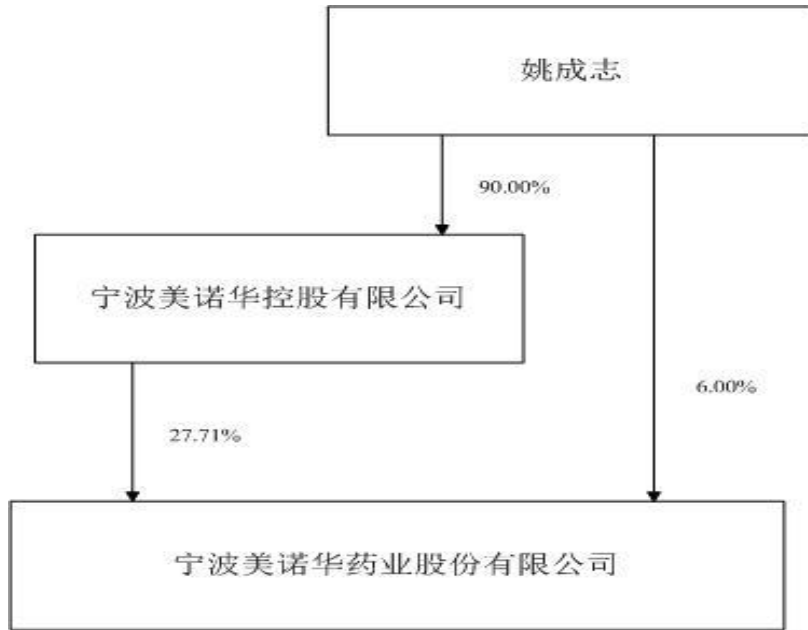 姚成志
90.00%
宁波美诺华控股有限公司
6.00%
27.71%
宁波美诺华药业股份有限公司